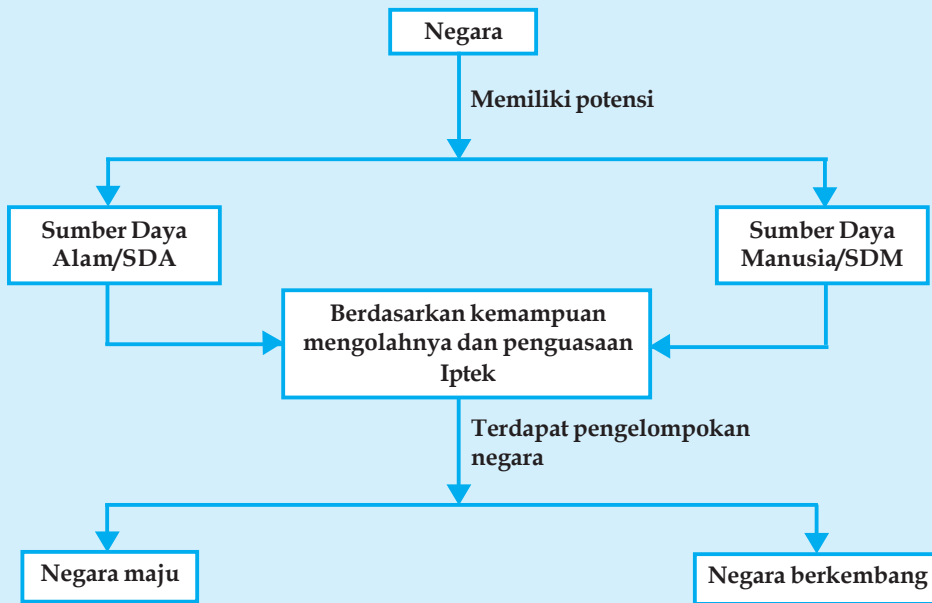 Negara
Memiliki potensi
Sumber Daya
Alam/SDA
Sumber Daya
Manusia/SDM
Berdasarkan kemampuan
mengolahnya dan penguasaan
Iptek
Terdapat pengelompokan
negara
Negara maju
Negara berkembang